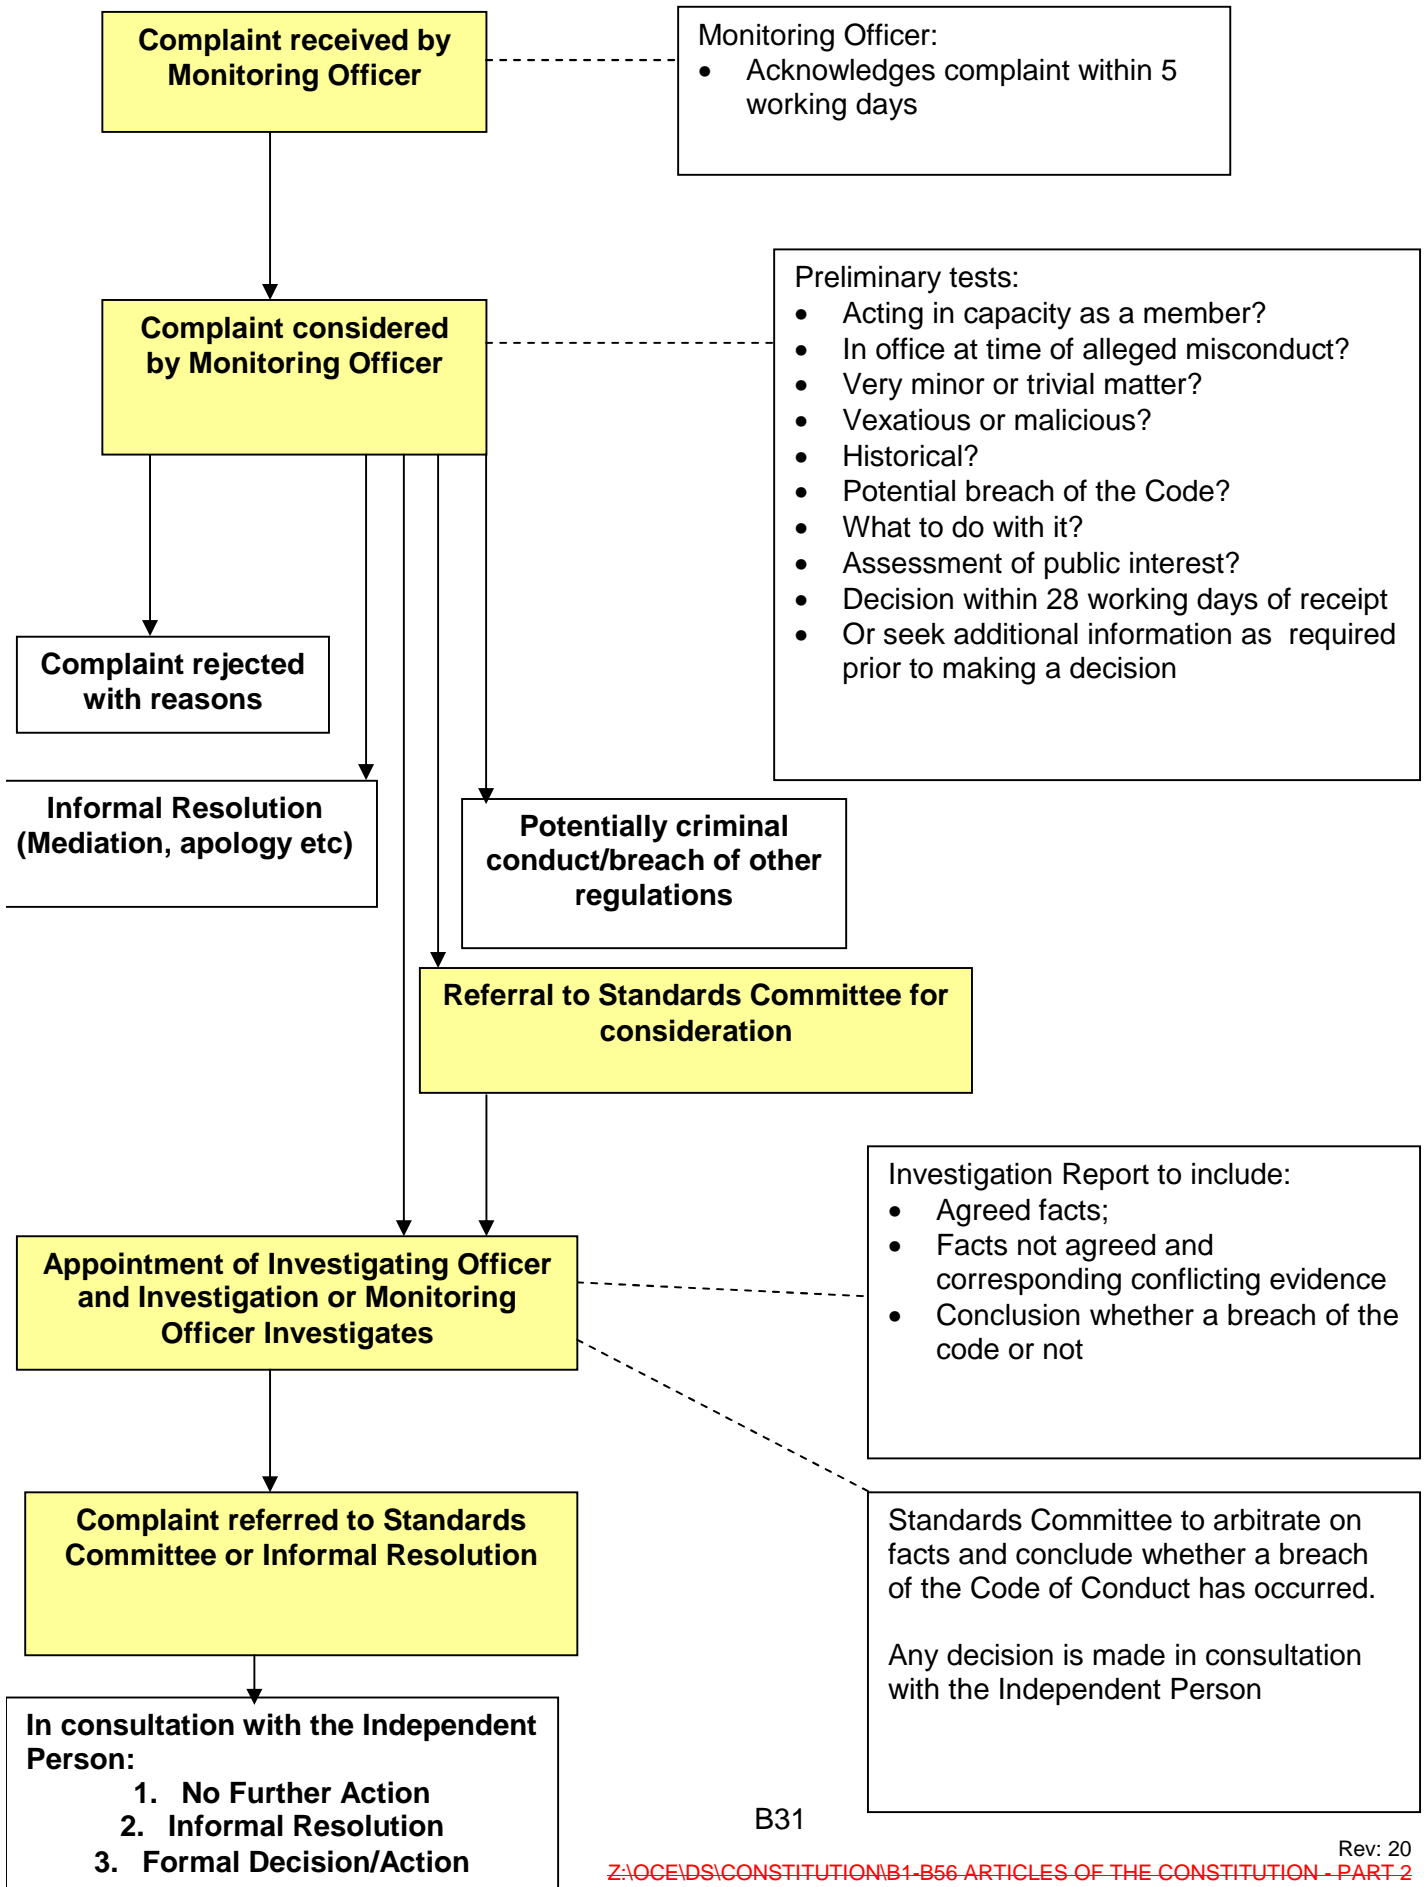 Complaint received by
Monitoring Officer
Monitoring Officer:
• Acknowledges complaint within 5
working days
Complaint considered
by Monitoring Officer
Preliminary tests:
• Acting in capacity as a member?
• In office at time of alleged misconduct?
• Very minor or trivial matter?
• Vexatious or malicious?
• Historical?
• Potential breach of the Code?
• What to do with it?
• Assessment of public interest?
• Decision within 28 working days of receipt
• Or seek additional information as  required
prior to making a decision
Complaint rejected
with reasons
Informal Resolution
(Mediation, apology etc)
Potentially criminal
conduct/breach of other
regulations
Referral to Standards Committee for
consideration
Investigation Report to include:
• Agreed facts;
• Facts not agreed and
corresponding conflicting evidence
• Conclusion whether a breach of the
code or not
Appointment of Investigating Officer
and Investigation or Monitoring
Officer Investigates
Complaint referred to Standards
Committee or Informal Resolution
Standards Committee to arbitrate on
facts and conclude whether a breach
of the Code of Conduct has occurred.
Any decision is made in consultation
with the Independent Person
In consultation with the Independent
Person:
1. No Further Action
2. Informal Resolution
3. Formal Decision/Action
B31
Rev: 20
Z:\OCE\DS\CONSTITUTION\B1-B56 ARTICLES OF THE CONSTITUTION - PART 2